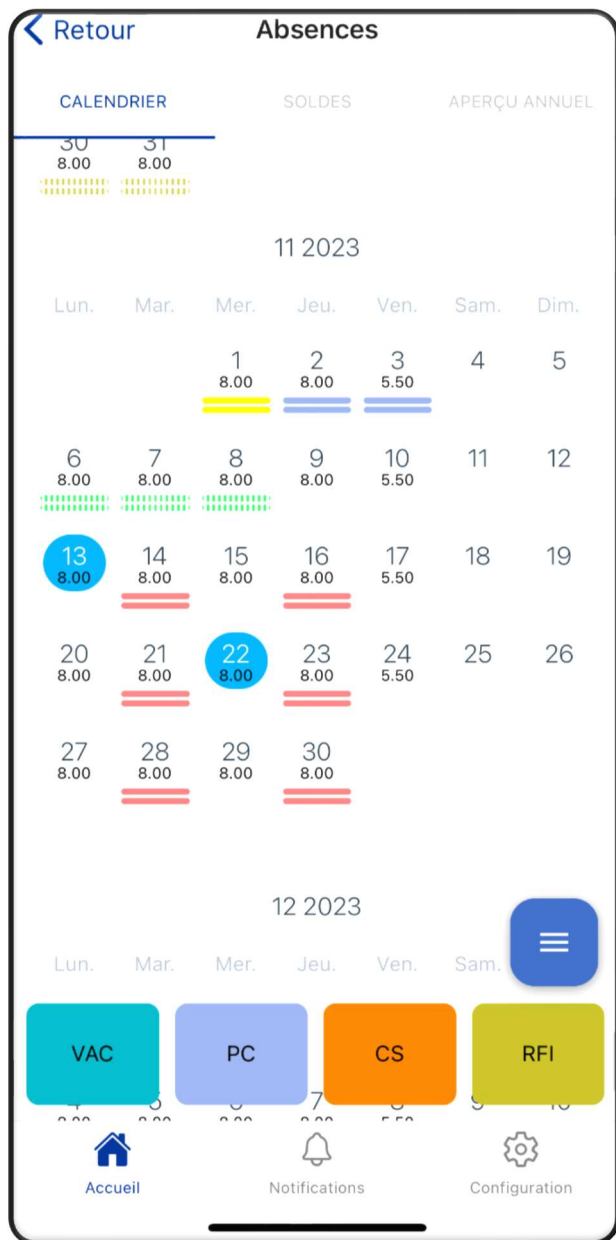 Retour Absences
CALENDRIER SOLDES APERÇU ANNUEL
30 31
8.00 8.00
11 2023
Lun. Mar. Mer. Jeu. Ven. Sam. Dim.
1 2 3 4 5
8.00 8.00 5.50
6 7 8 9 10 11 12
8.00 8.00 8.00 8.00 5.50
13 14 15 16 17 18 19
8.00 8.00 8.00 8.00 5.50
20 21 22 23 24 25 26
8.00 8.00 8.00 8.00 5.50
27 28 29 30
8.00 8.00 8.00 8.00
12 2023
Lun. Mar. Mer. Jeu. Ven. Sam.
VAC PC CS RFI
7
Accueil Notifications Configuration